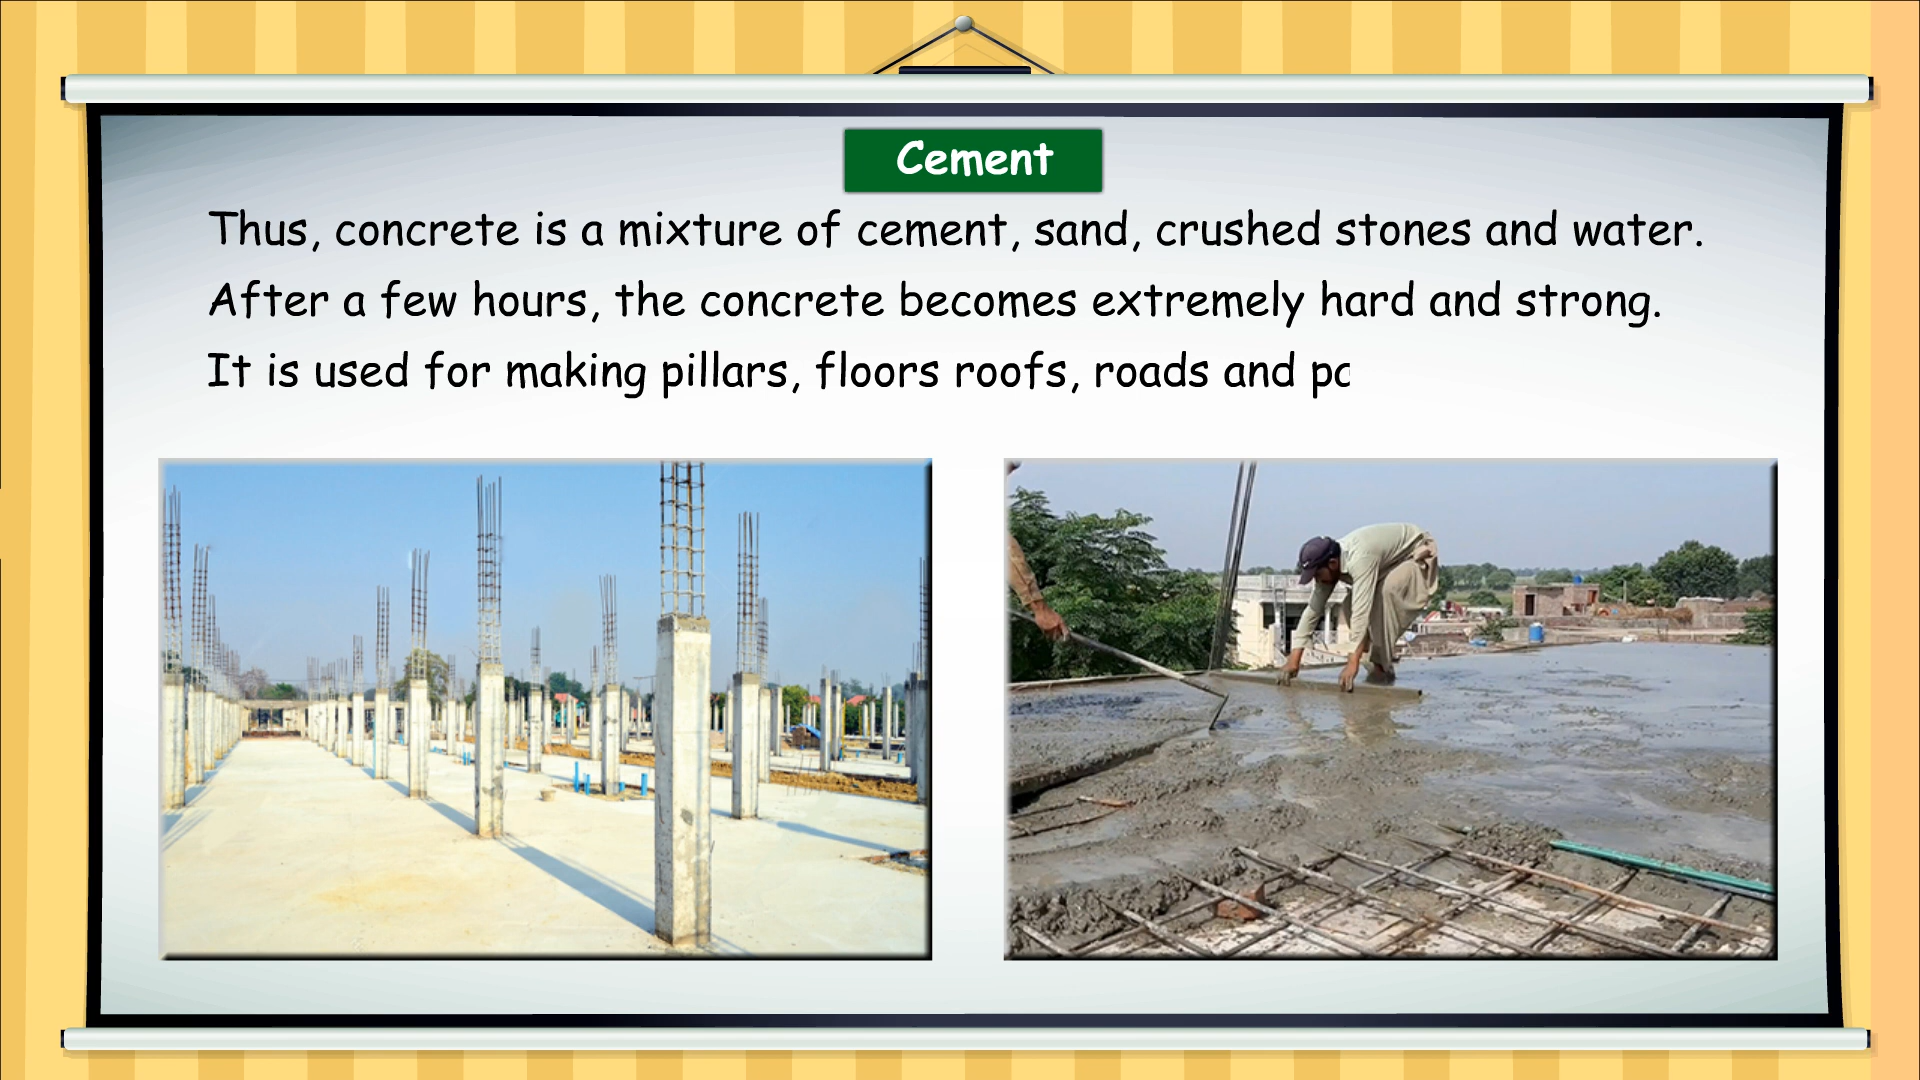 Cement
Thus, concrete is a mixture of cement, sand, crushed stones and water.
After a few hours, the concrete becomes extremely hard and strong.
It is used for making pillars, floors roofs, roads and